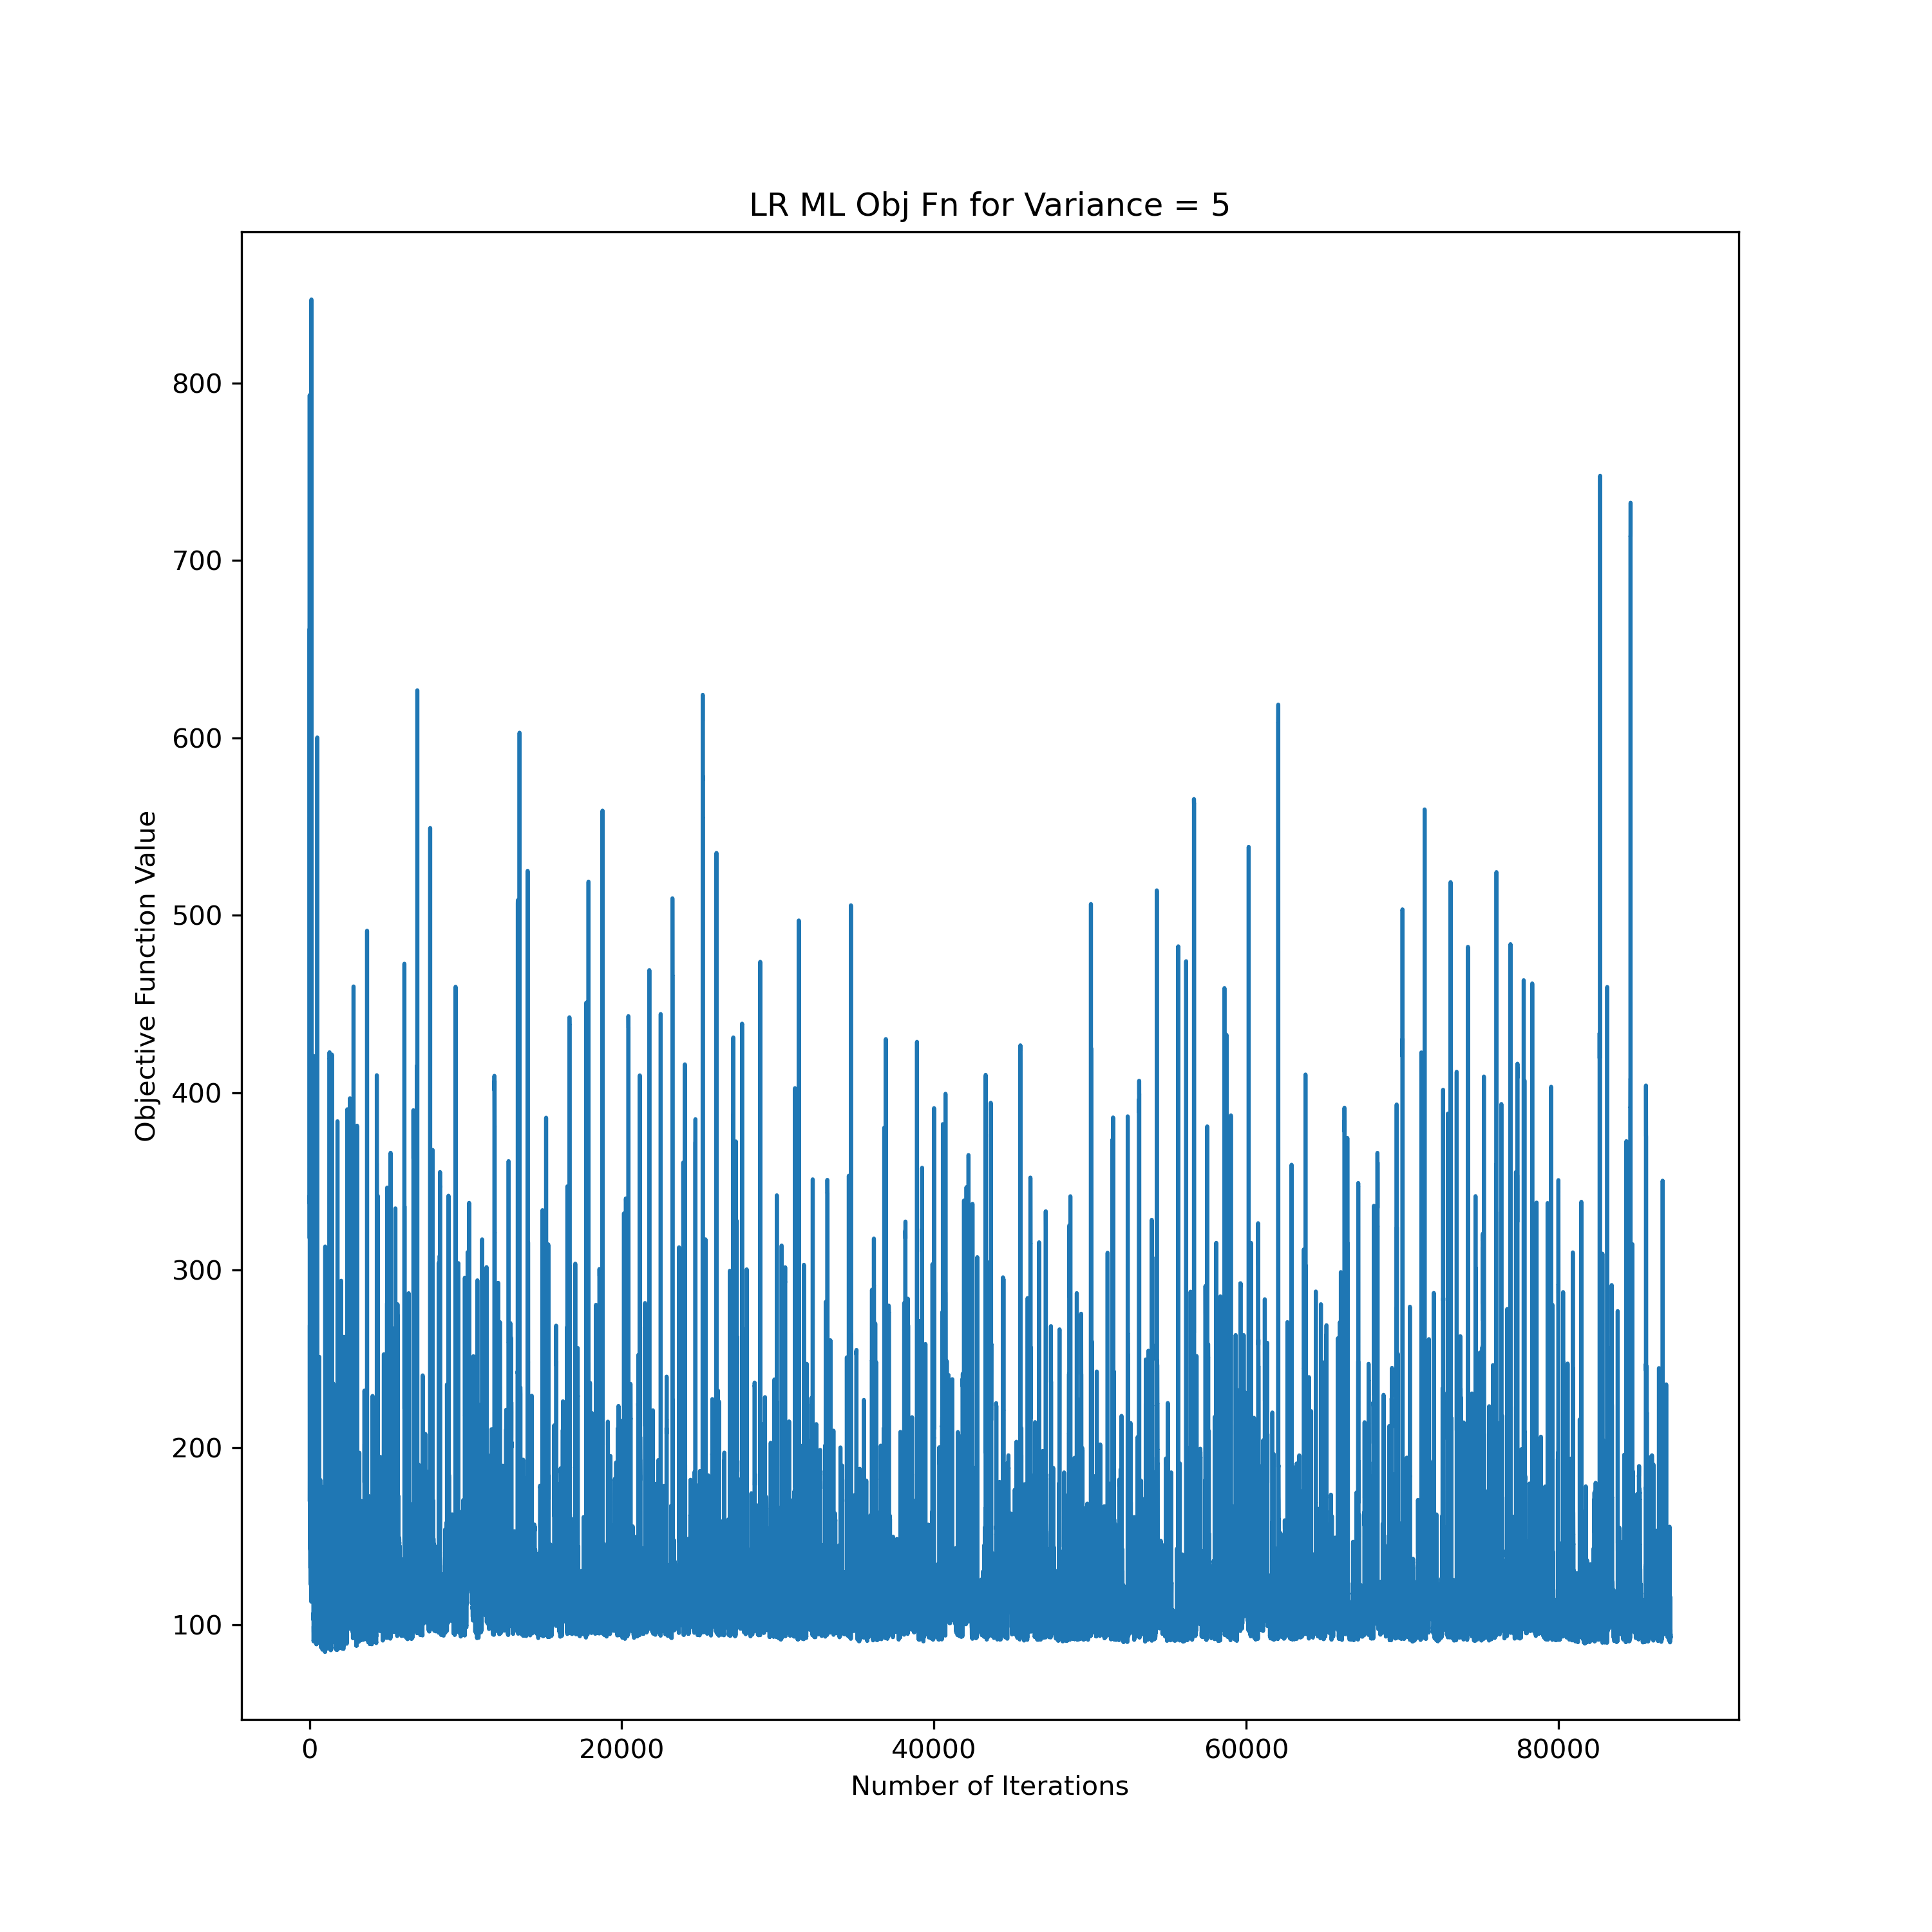 LR ML Obj Fn for Variance = 5
800
700
600
500
400
300
200
100
Objective Function Value
0 20000 40000 60000 80000
Number of Iterations